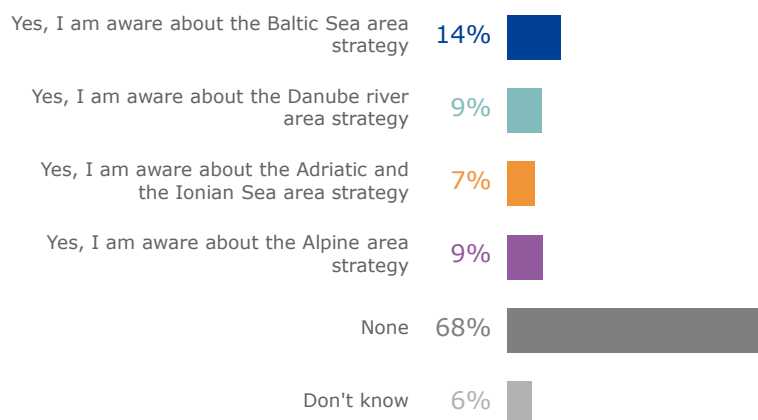 Yes, I am aware about the Baltic Sea area
strategy
14%
Yes, I am aware about the Danube river
area strategy
9%
Yes, I am aware about the Adriatic and
the Ionian Sea area strategy
7%
Yes, I am aware about the Alpine area
strategy
9%
None
68%
Don't know
6%